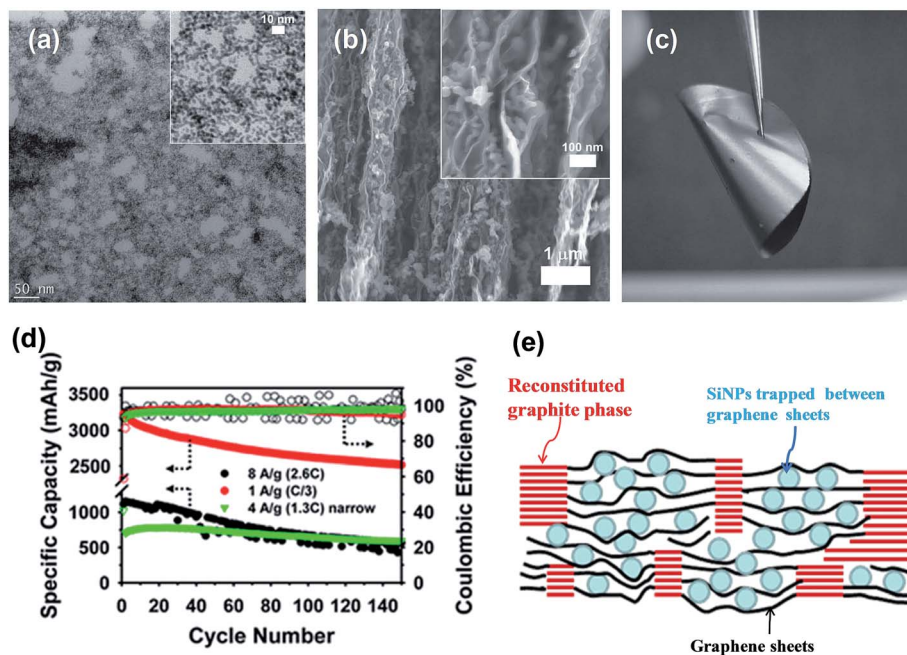 (a)
10 nm
50 nm
(b)
100 nm
1 μm
(c)
(d)
Specific Capacity (mAh/g)
3500
3000
2500
1000
500
0
8 A/g (2.6C)
1 A/g (C/3)
4 A/g (1.3C) narrow
100
80
60
40
20
0
Coulombic Efficiency (%)
0 20 40 60 80 100 120 140
Cycle Number
(e)
Reconstituted
graphite phase
SiNPs trapped between
graphene sheets
Graphene sheets